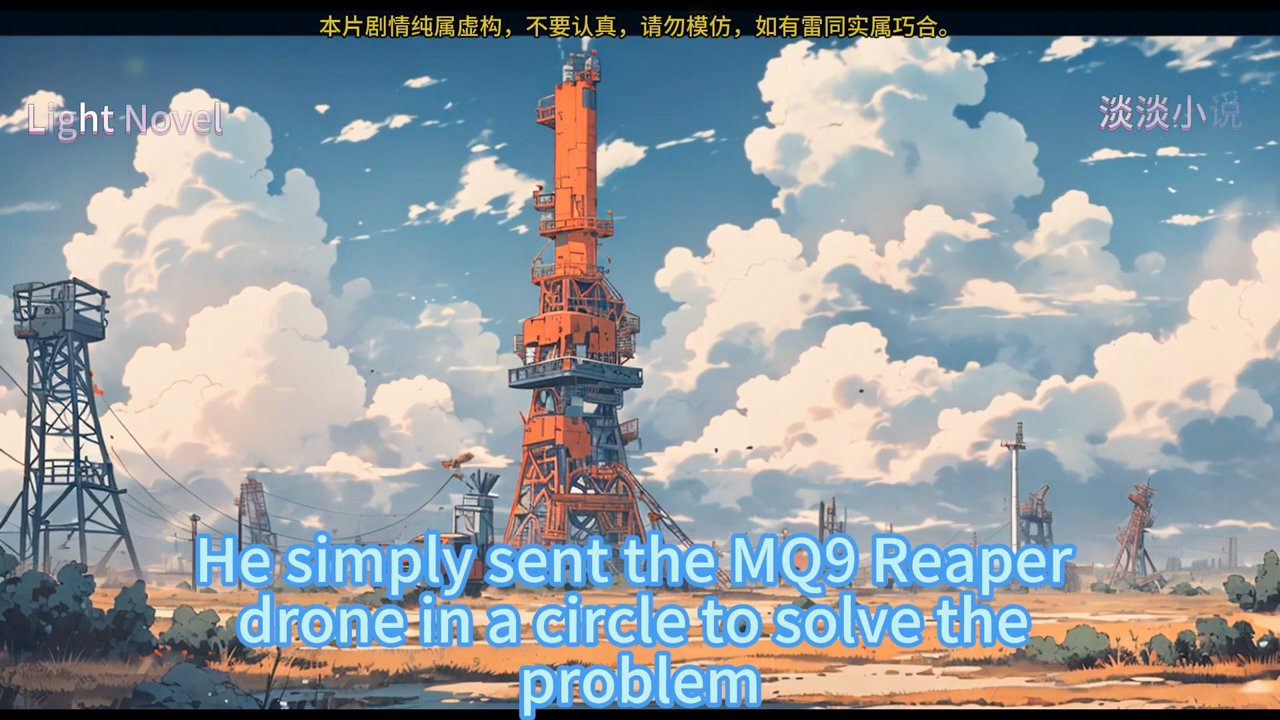 本片剧情纯属虚构，不要认真，请勿模仿，如有雷同实属巧合。
Light Novel
淡淡小说
He simply sent the MQ9 Reaper
drone in a circle to solve the
problem